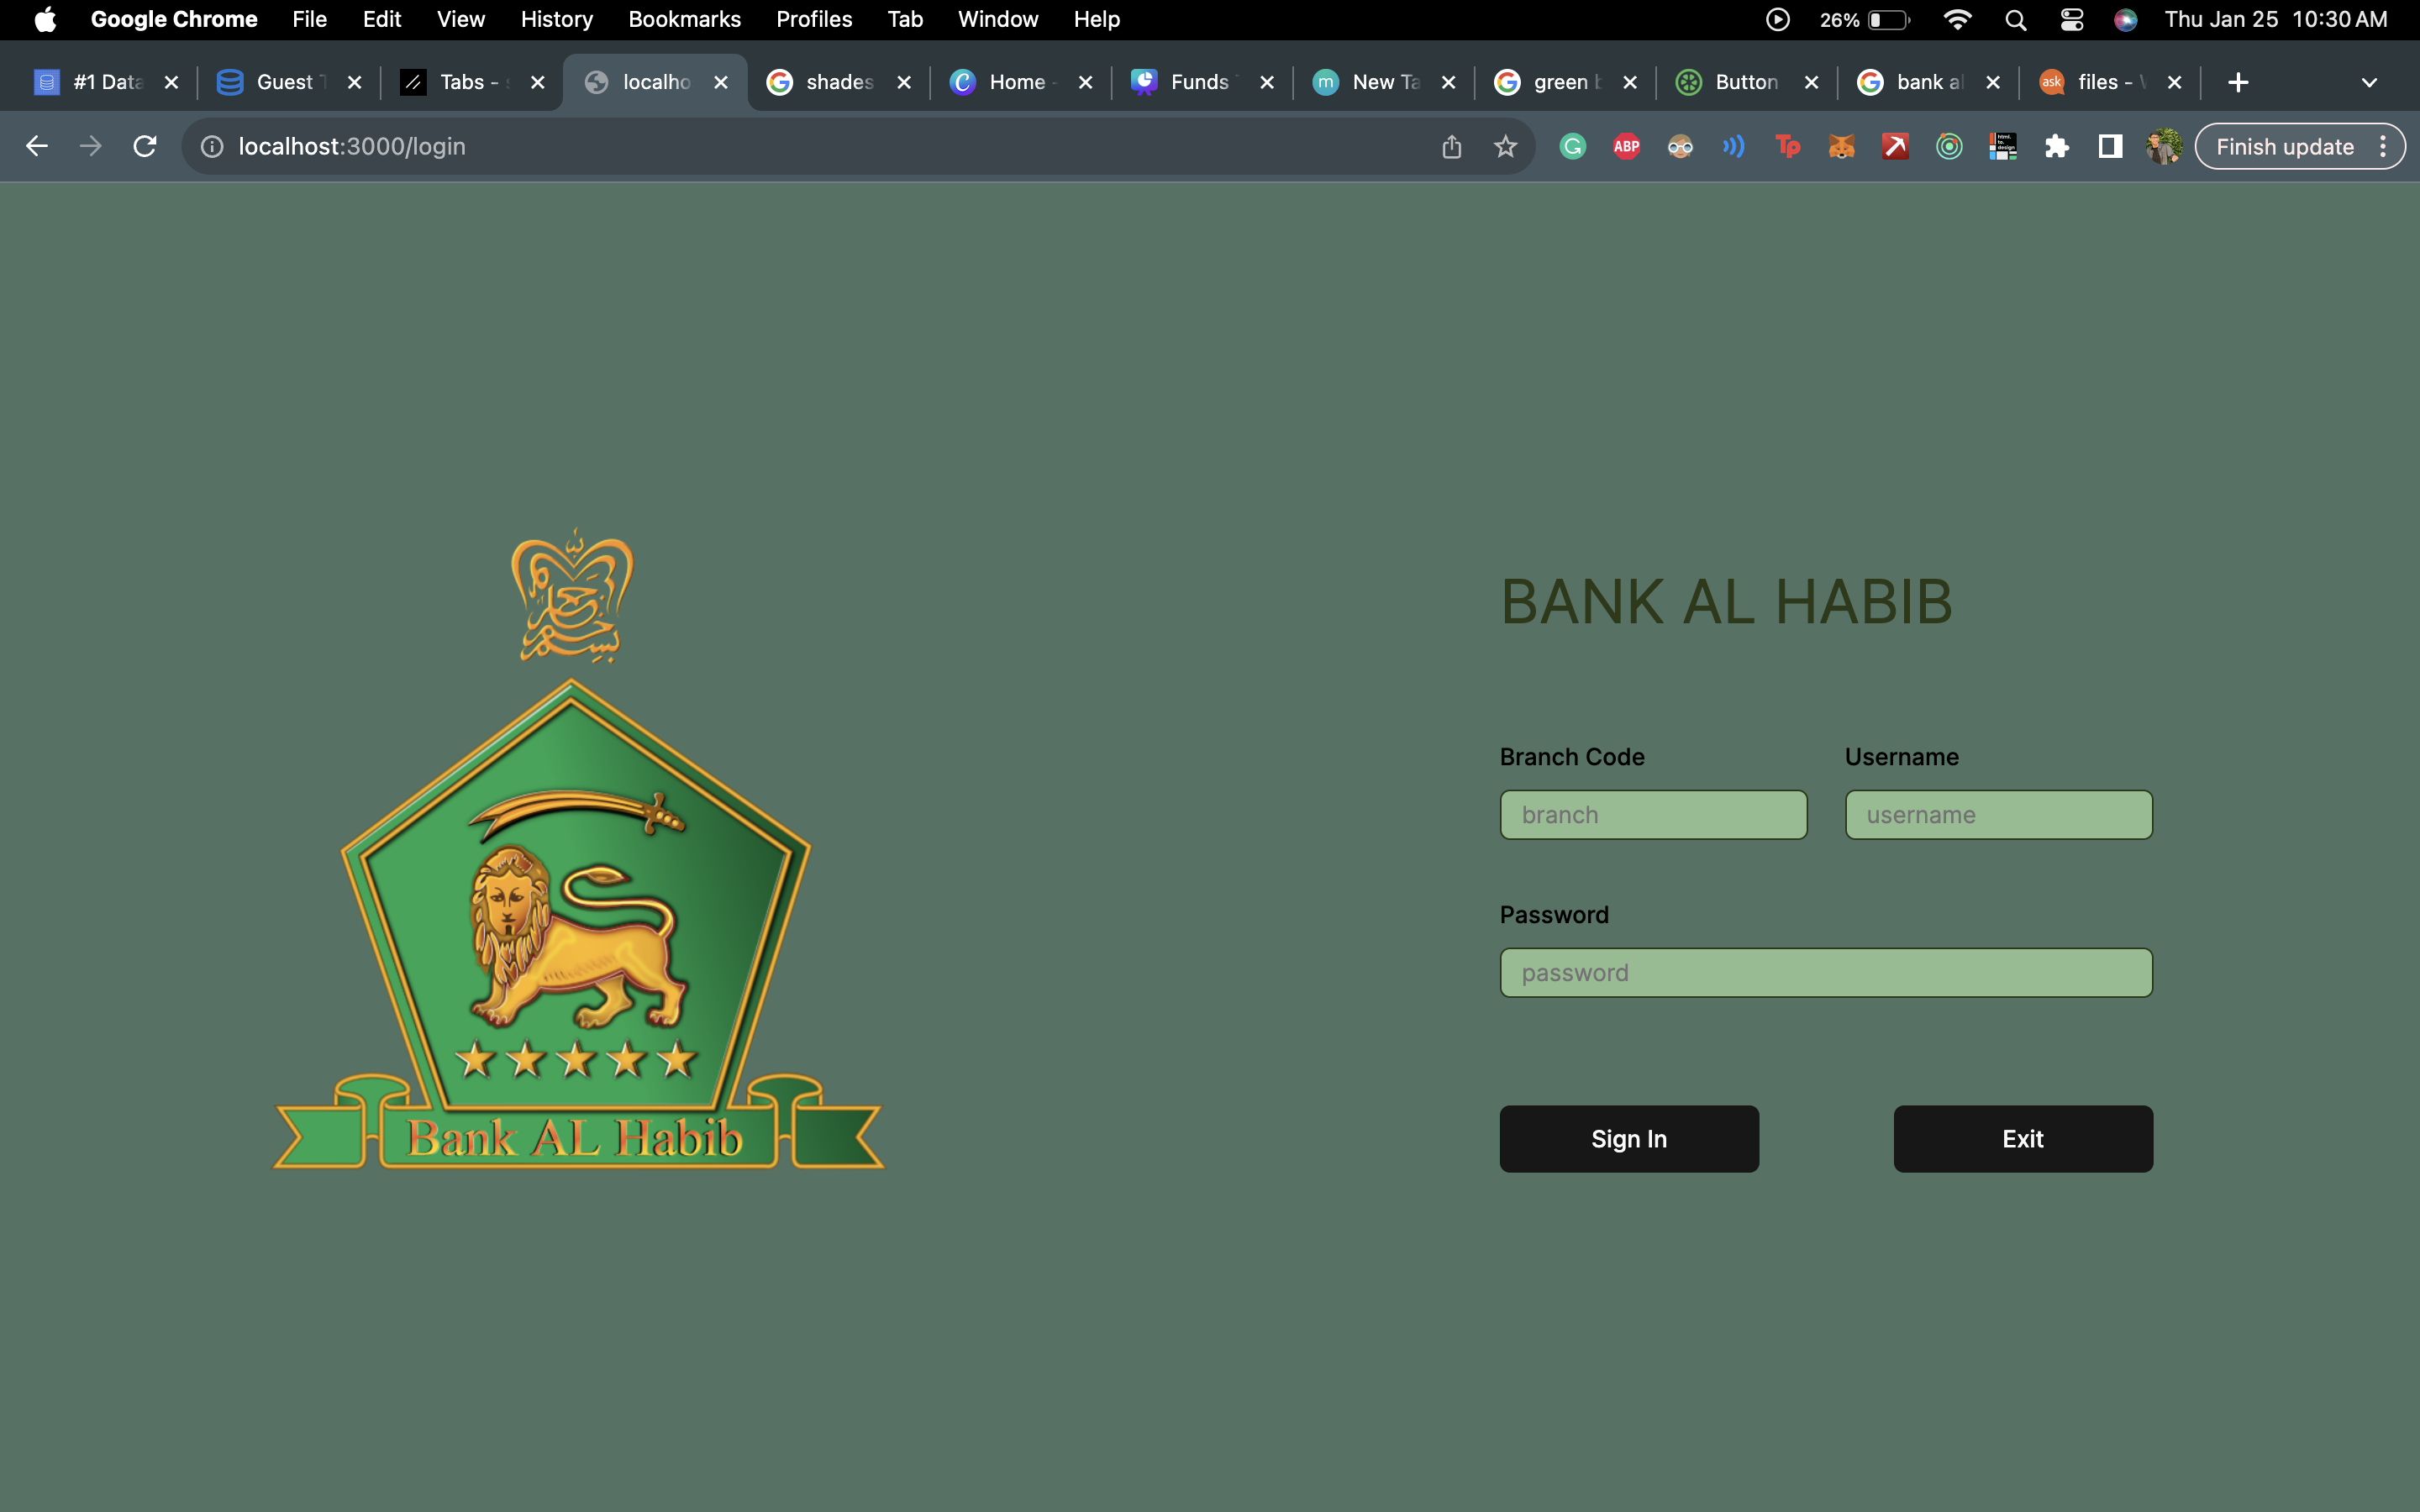 Google Chrome File Edit View History Bookmarks Profiles Tab Window Help 26% Thu Jan 25 10:30 AM
#1 Data Guest Tabs - localho shades Home - Funds New Ta green Button bank al files -
localhost:3000/login ABP Tp Finish update
BANK AL HABIB
Branch Code Username
branch username
Password
password
Sign In Exit
Bank AL Habib